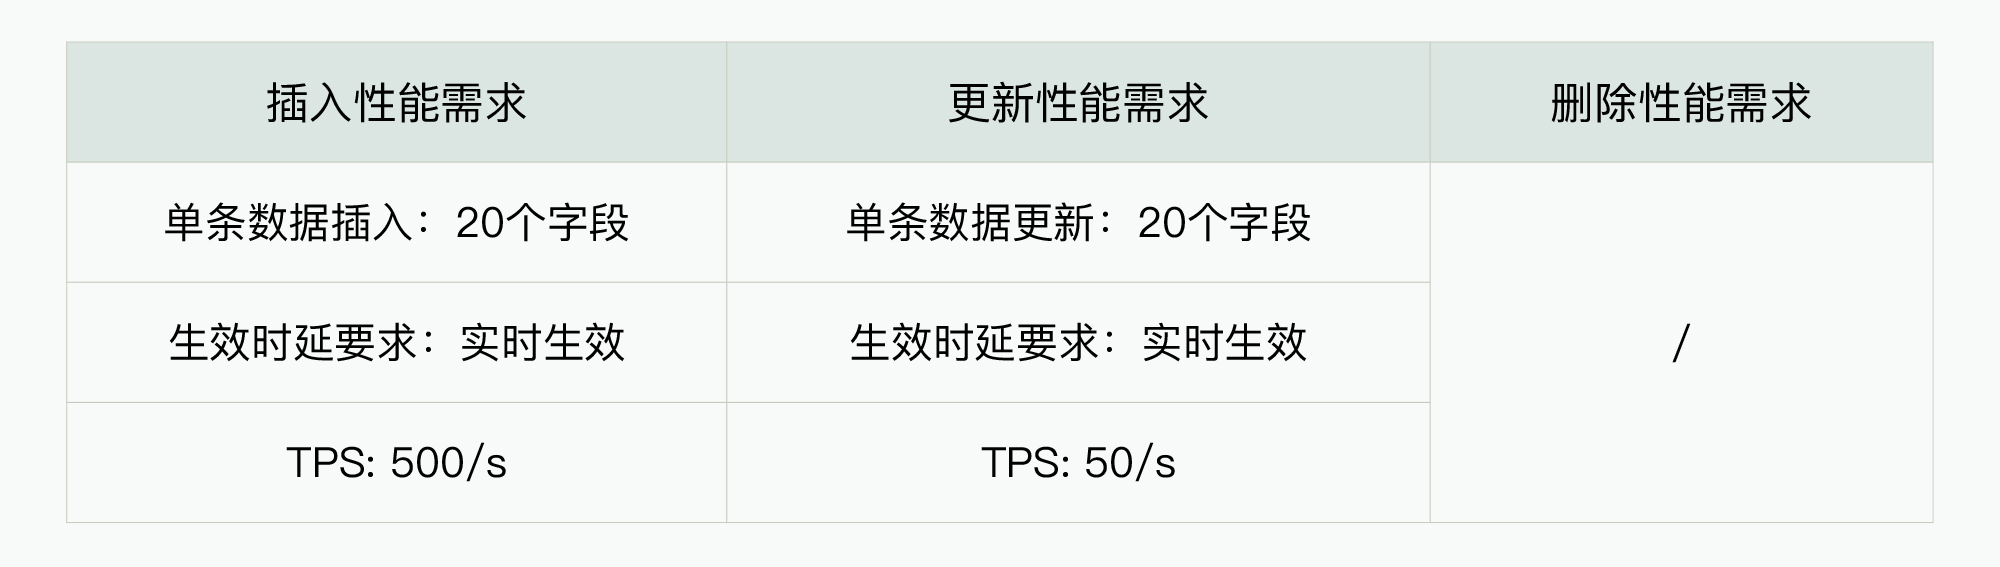 插入性能需求
更新性能需求
删除性能需求
单条数据插入：20个字段
单条数据更新：20个字段
生效时延要求：实时生效
生效时延要求：实时生效
/
TPS: 500/s
TPS: 50/s